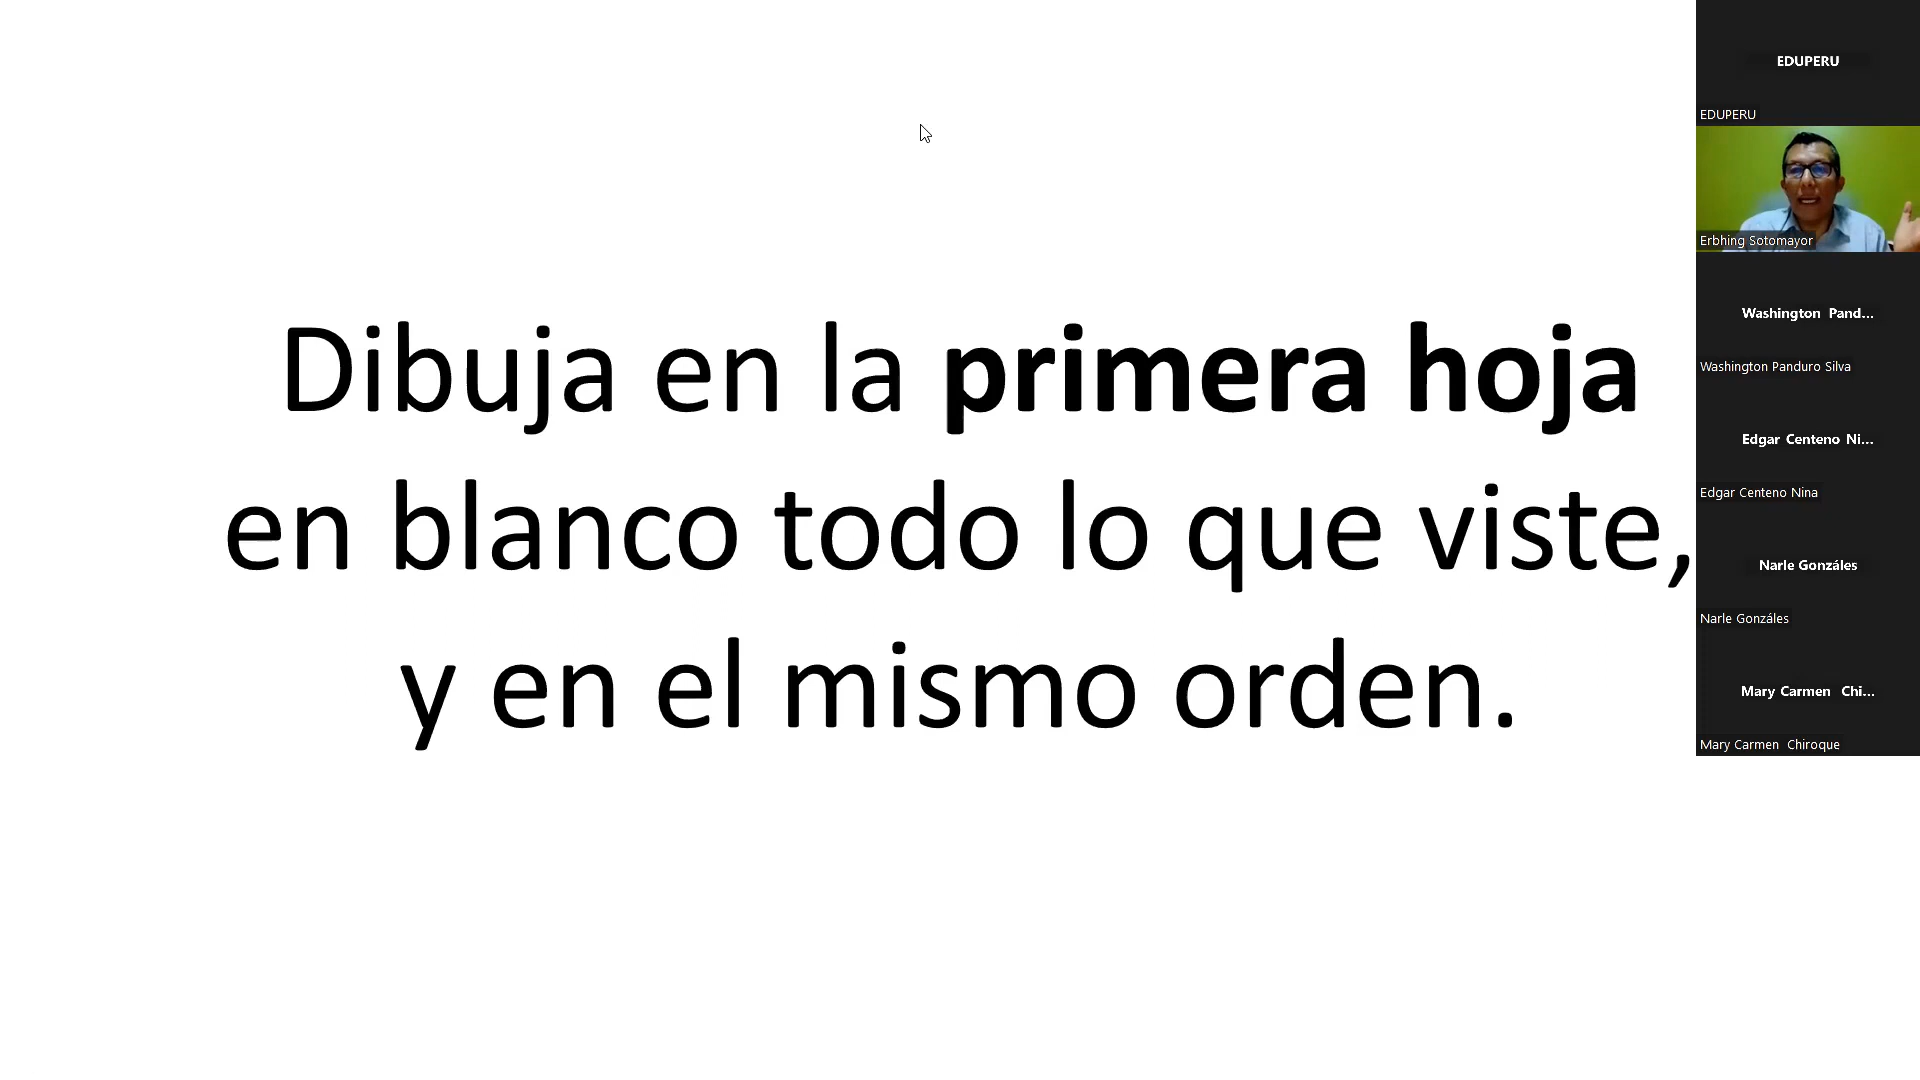 Dibuja en la primera hoja
en blanco todo lo que viste,
y en el mismo orden.
EDUPERU
EDUPERU
Erbhing Sotomayor
Washington Pand...
Washington Panduro Silva
Edgar Centeno Ni...
Edgar Centeno Nina
Narle Gonzáles
Narle Gonzáles
Mary Carmen Chi...
Mary Carmen Chiroque